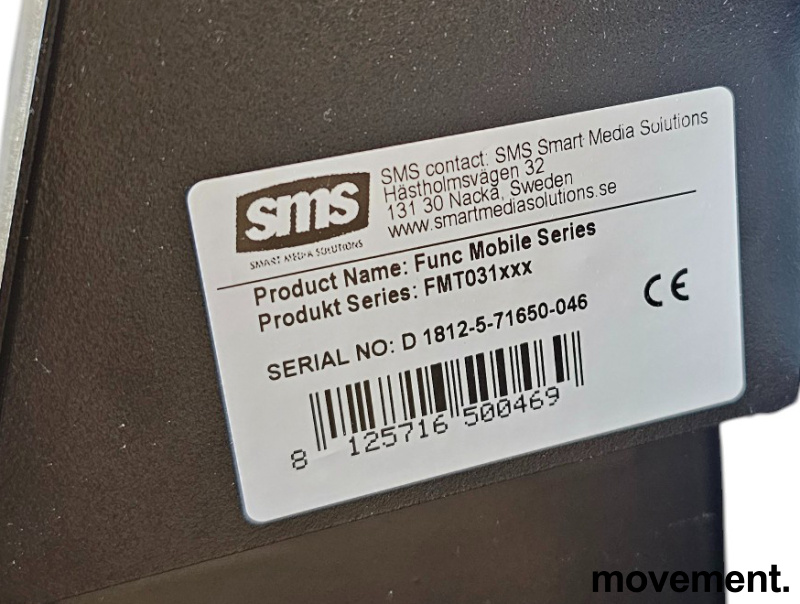 sms
SMART MEDIA SOLUTIONS
SMS contact: SMS Smart Media Solutions
Hästholmsvägen 32
131 30 Nacka, Sweden
www.smartmediasolutions.se
Product Name: Func Mobile Series
Produkt Series: FMT031xxx
CE
SERIAL NO: D 1812-5-71650-046
8 125716 500469
movement.